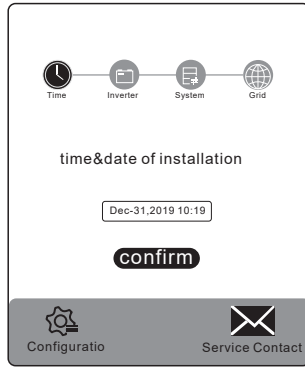 Time Inverter System Grid
time&date of installation
Dec-31,2019 10:19
confirm
Configuratio Service Contact